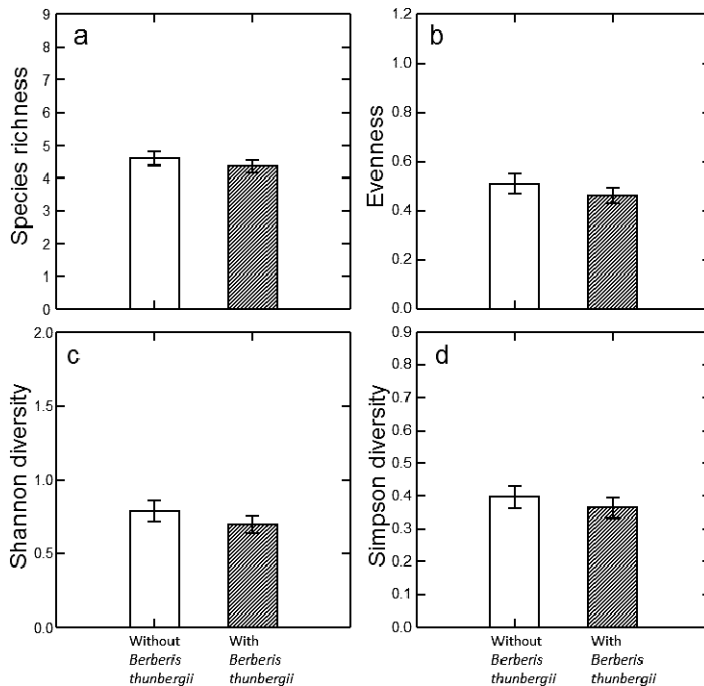 a
Species richness
9
8
7
6
5
4
3
2
1
0
b
Evenness
1.2
1.0
0.8
0.6
0.4
0.2
0.0
c
Shannon diversity
2.0
1.5
1.0
0.5
0.0
Without
Berberis
thunbergii
With
Berberis
thunbergii
d
Simpson diversity
0.9
0.8
0.7
0.6
0.5
0.4
0.3
0.2
0.1
0.0
Without
Berberis
thunbergii
With
Berberis
thunbergii